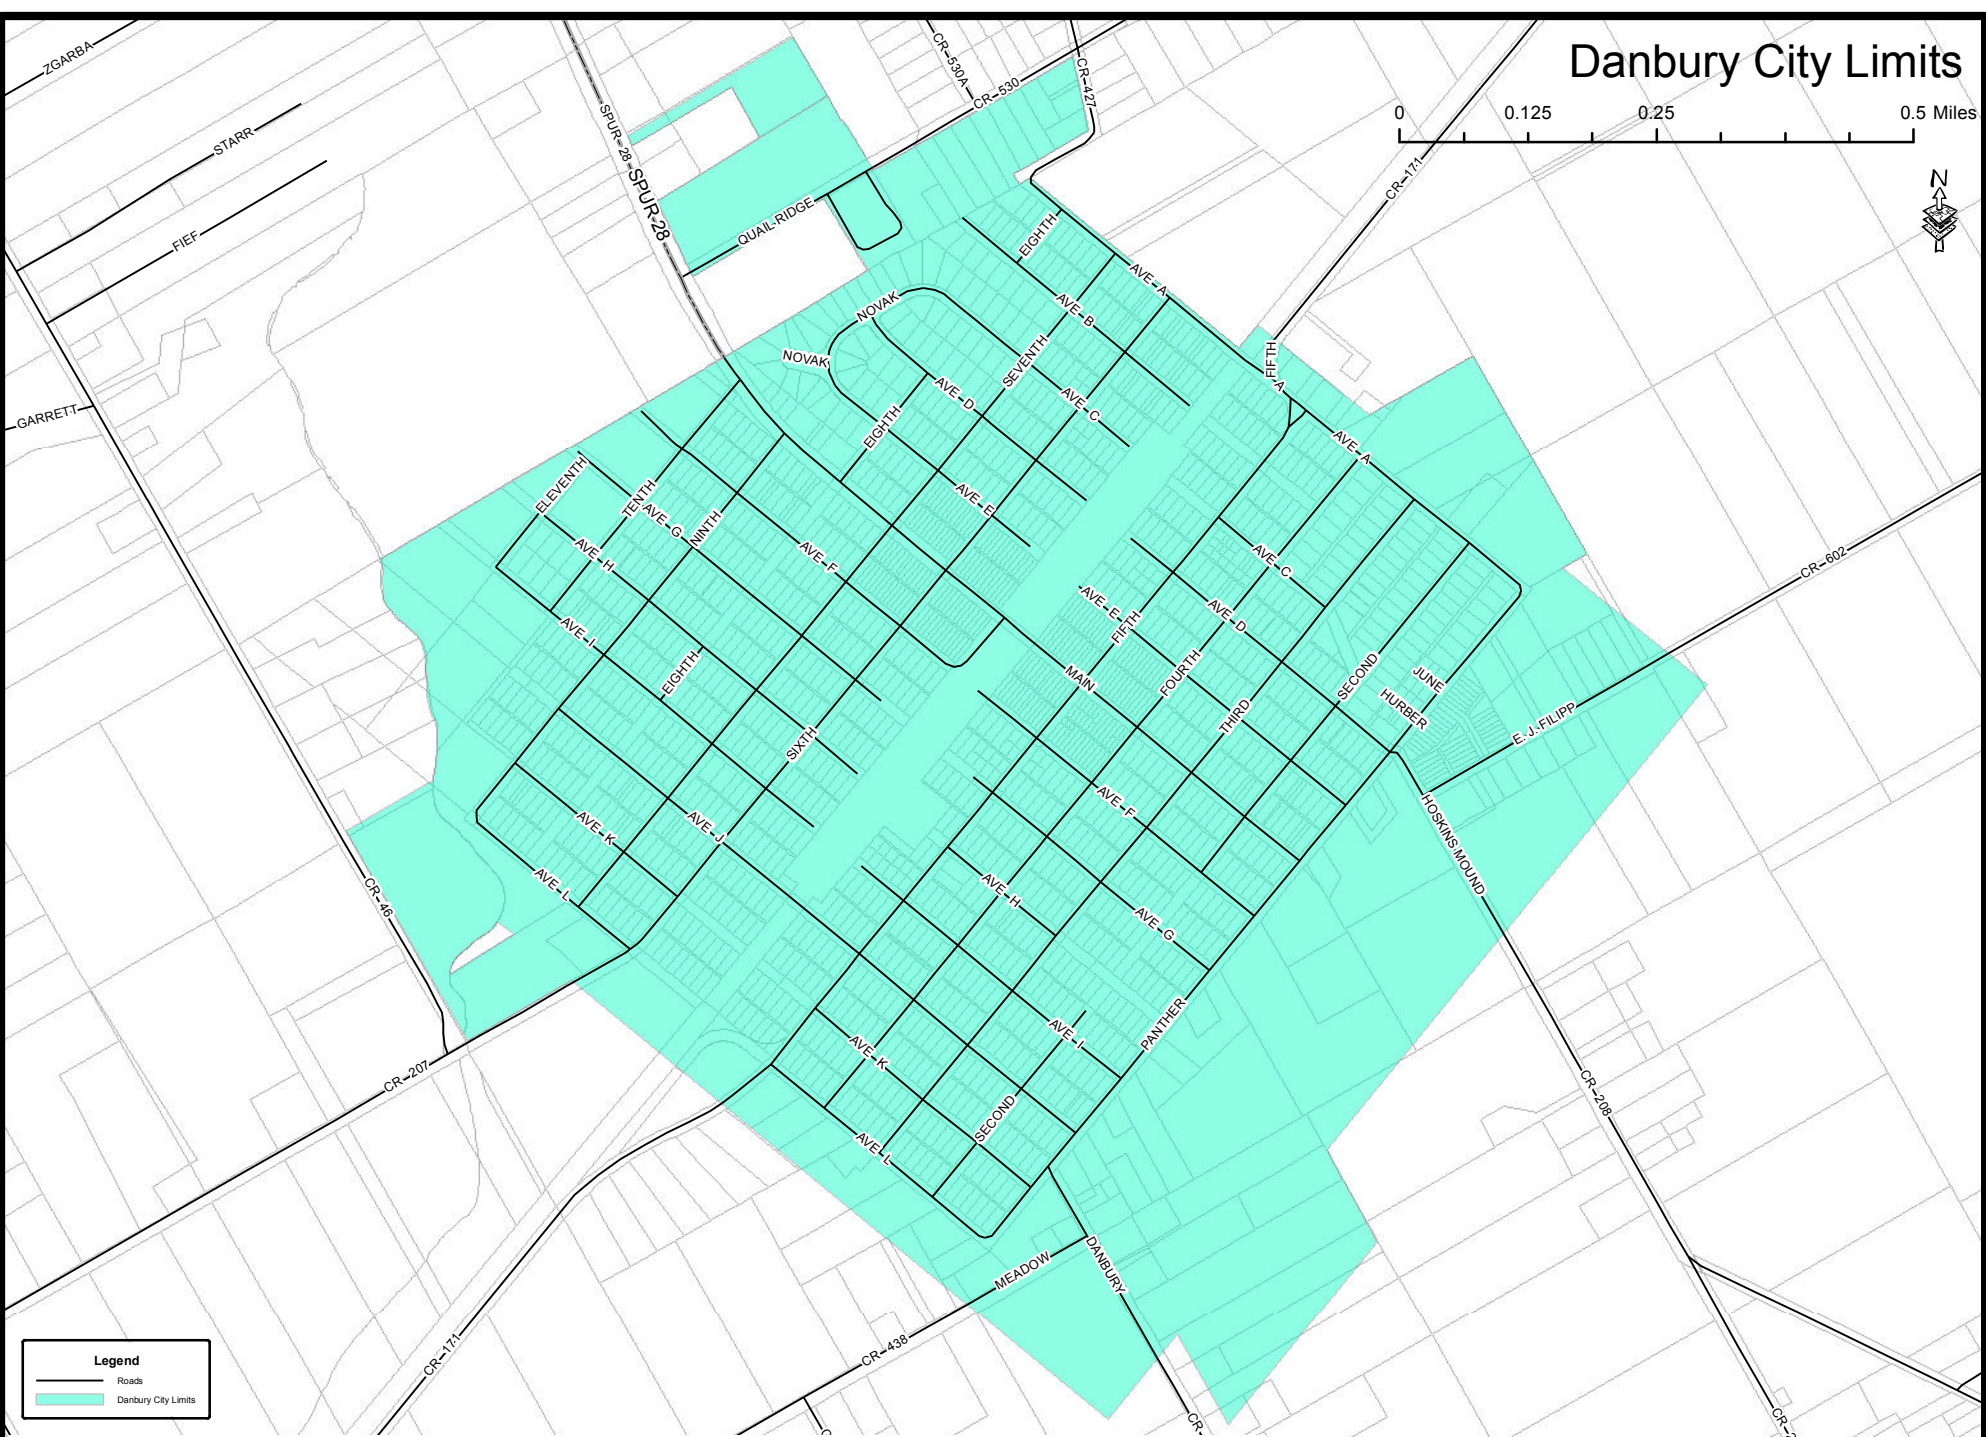 Danbury City Limits
0 0.125 0.25 0.5 Miles
N
ZGARBA
STARR
FIEF
GARRETT
SPUR 28
SPUR 28
CR 530A
CR 530
CR 427
CR 171
QUAIL RIDGE
EIGHTH
AVE A
AVE B
NOVAK
NOVAK
SEVENTH
FIFTH
A
AVE D
AVE C
EIGHTH
AVE A
ELEVENTH
TENTH
AVE G
NINTH
AVE E
AVE H
AVE F
AVE C
CR 602
AVE E
AVE D
FIFTH
AVE I
EIGHTH
MAIN
FOURTH
SECOND
JUNE
HURBER
THIRD
E. J. FILIPP
SIXTH
AVE F
AVE K
AVE J
HOSKINS MOUND
AVE L
CR 46
AVE H
AVE G
PANTHER
AVE I
AVE K
CR 207
CR 208
SECOND
AVE L
MEADOW
DANBURY
CR 438
CR 171
CR
CR
Legend
Roads
Danbury City Limits